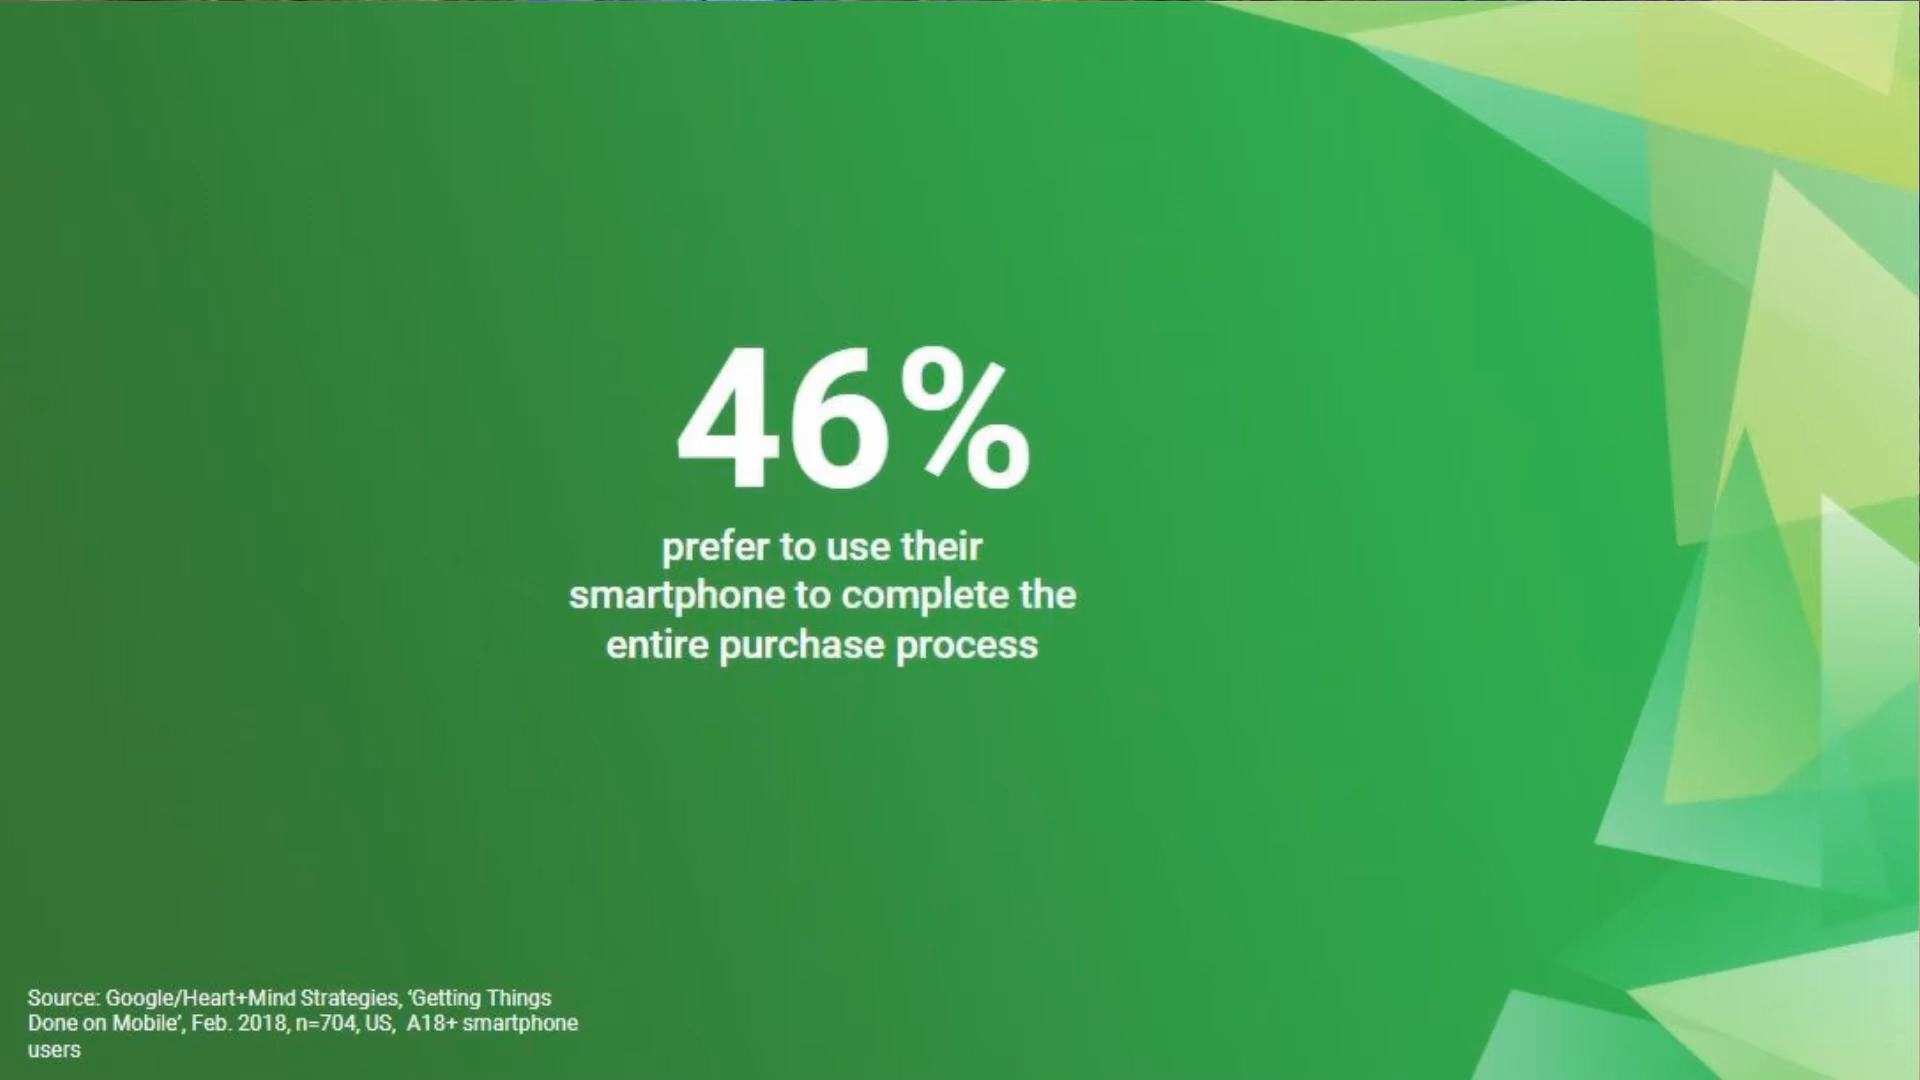 46%
prefer to use their
smartphone to complete the
entire purchase process
Source: Google/Heart+Mind Strategies, ‘Getting Things
Done on Mobile’, Feb. 2018, n=704, US, A18+ smartphone
users